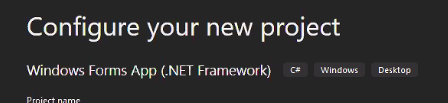 Configure your new project
Windows Forms App (.NET Framework) C# Windows Desktop
Project name